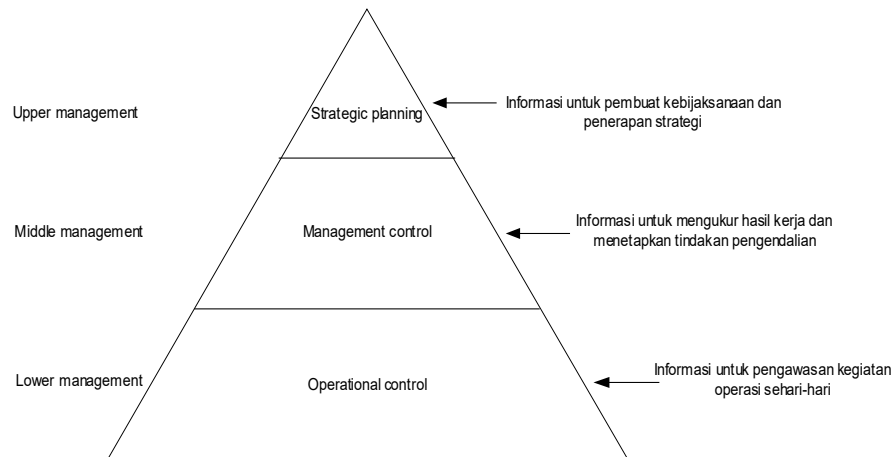 Upper management
Strategic planning
Informasi untuk pembuat kebijaksanaan dan
penerapan strategi
Middle management
Management control
Informasi untuk mengukur hasil kerja dan
menetapkan tindakan pengendalian
Lower management
Operational control
Informasi untuk pengawasan kegiatan
operasi sehari-hari